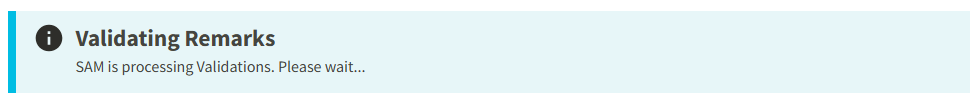 Validating Remarks
SAM is processing Validations. Please wait...